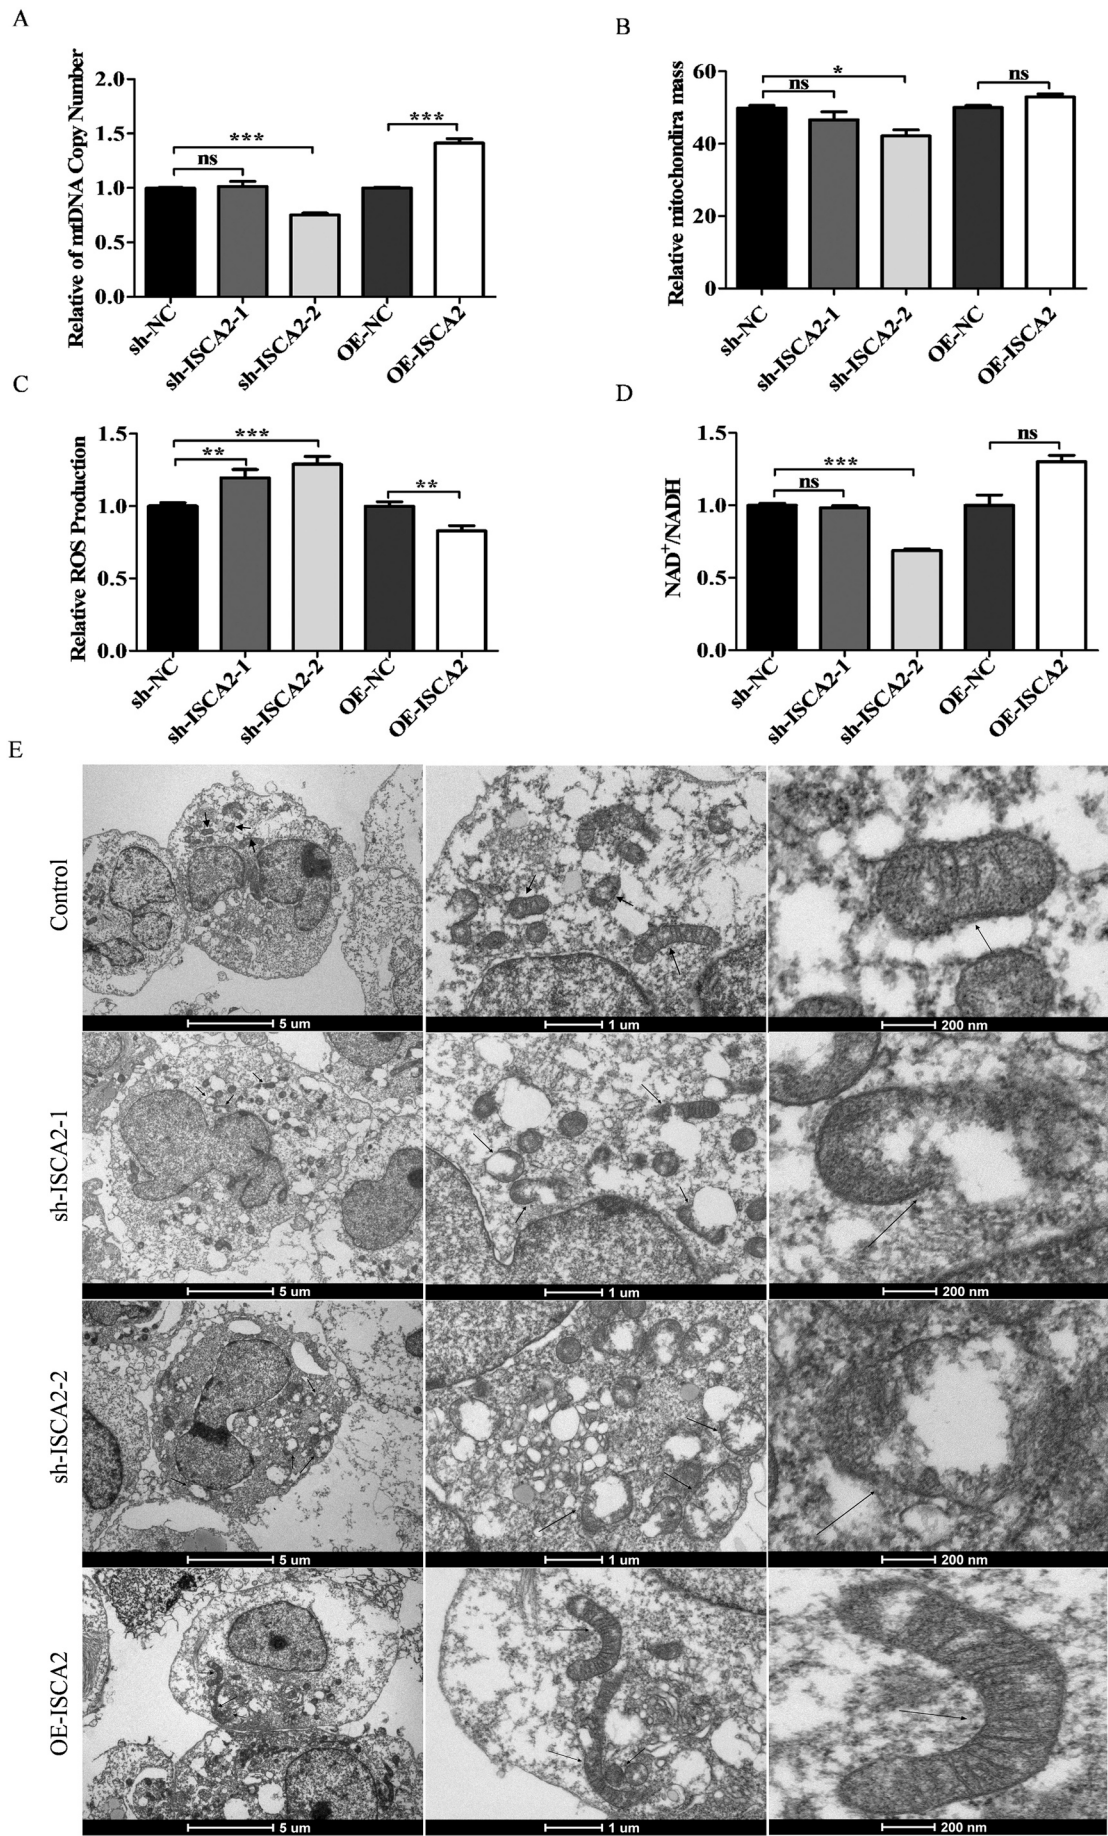 A
Relative of mtDNA Copy Number
2.0
1.5
1.0
0.5
0.0
***
ns
***
sh-NC
sh-ISCA2-1
sh-ISCA2-2
OE-NC
OE-ISCA2
B
Relative mitochondira mass
60
40
20
0
*
ns
ns
sh-NC
sh-ISCA2-1
sh-ISCA2-2
OE-NC
OE-ISCA2
C
Relative ROS Production
1.5
1.0
0.5
0.0
***
**
**
sh-NC
sh-ISCA2-1
sh-ISCA2-2
OE-NC
OE-ISCA2
D
NAD+/NADH
1.5
1.0
0.5
0.0
***
ns
ns
sh-NC
sh-ISCA2-1
sh-ISCA2-2
OE-NC
OE-ISCA2
E
Control
5 um
1 um
200 nm
sh-ISCA2-1
5 um
1 um
200 nm
sh-ISCA2-2
5 um
1 um
200 nm
OE-ISCA2
5 um
1 um
200 nm